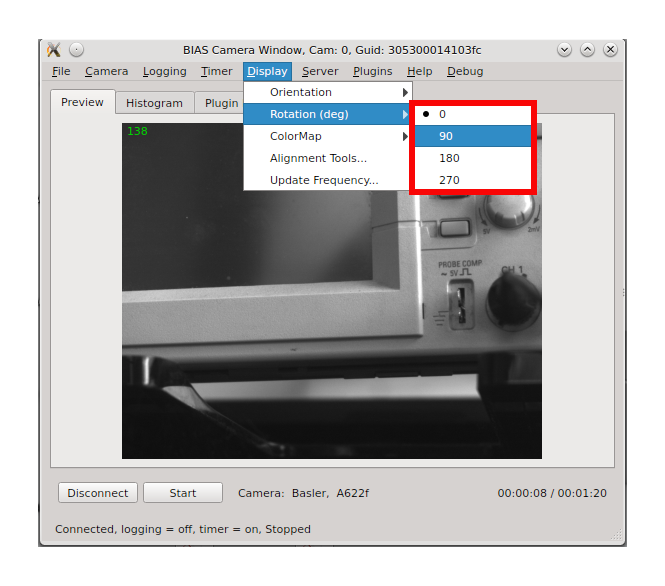 BIAS Camera Window, Cam: 0, Guid: 305300014103fc
File Camera Logging Timer Display Server Plugins Help Debug
Preview Histogram Plugin
Orientation
Rotation (deg)
ColorMap
Alignment Tools...
Update Frequency...
0
90
180
270
138
5V 2mV
PROBE COMP
~ 5V
CH 1
Disconnect Start Camera: Basler, A622f 00:00:08 / 00:01:20
Connected, logging = off, timer = on, Stopped